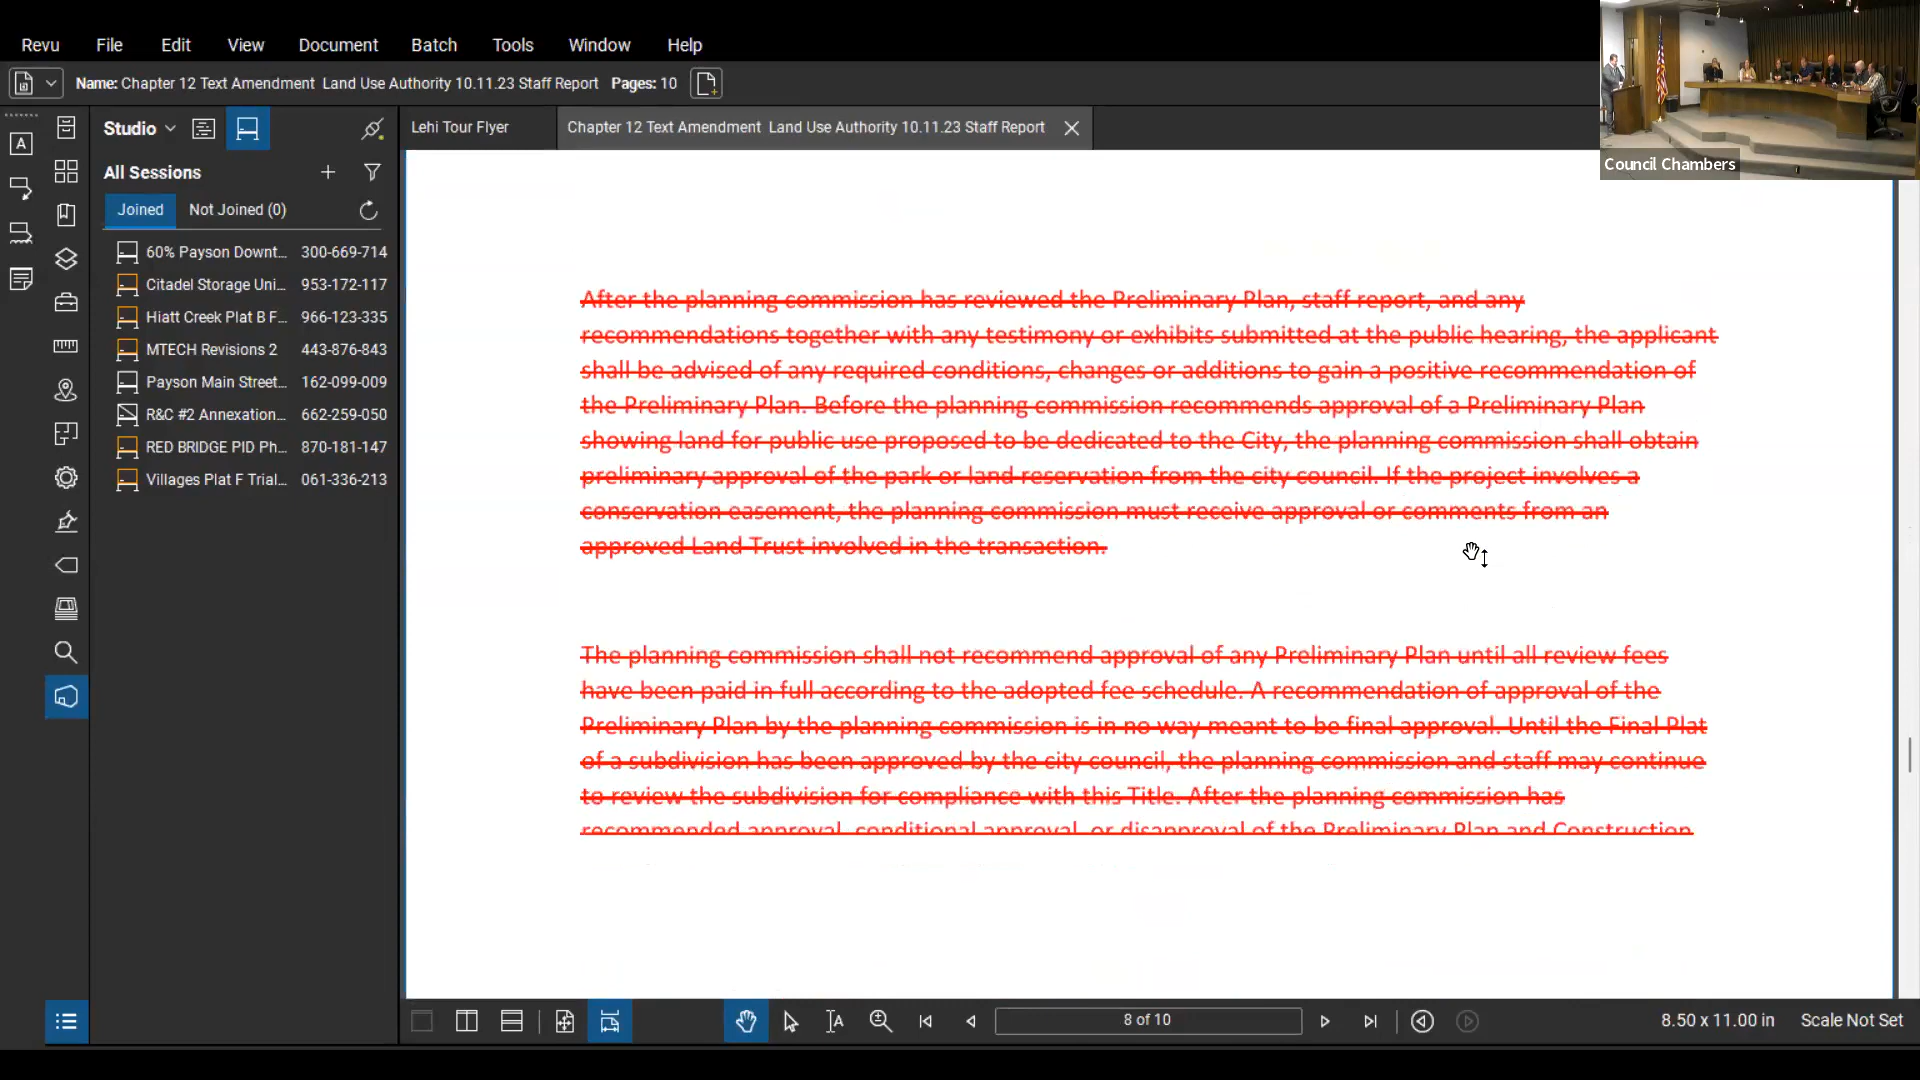 Revu File Edit View Document Batch Tools Window Help
Name: Chapter 12 Text Amendment Land Use Authority 10.11.23 Staff Report Pages: 10
Council Chambers
Studio
Lehi Tour Flyer
Chapter 12 Text Amendment Land Use Authority 10.11.23 Staff Report
All Sessions
Joined Not Joined (0)
60% Payson Downt... 300-669-714
Citadel Storage Uni... 953-172-117
Hiatt Creek Plat B F... 966-123-335
MTECH Revisions 2 443-876-843
Payson Main Street... 162-099-009
R&C #2 Annexation... 662-259-050
RED BRIDGE PID Ph... 870-181-147
Villages Plat F Trial... 061-336-213
After the planning commission has reviewed the Preliminary Plan, staff report, and any
recommendations together with any testimony or exhibits submitted at the public hearing, the applicant
shall be advised of any required conditions, changes or additions to gain a positive recommendation of
the Preliminary Plan. Before the planning commission recommends approval of a Preliminary Plan
showing land for public use proposed to be dedicated to the City, the planning commission shall obtain
preliminary approval of the park or land reservation from the city council. If the project involves a
conservation easement, the planning commission must receive approval or comments from an
approved Land Trust involved in the transaction.
The planning commission shall not recommend approval of any Preliminary Plan until all review fees
have been paid in full according to the adopted fee schedule. A recommendation of approval of the
Preliminary Plan by the planning commission is in no way meant to be final approval. Until the Final Plat
of a subdivision has been approved by the city council, the planning commission and staff may continue
to review the subdivision for compliance with this Title. After the planning commission has
recommended approval, conditional approval, or disapproval of the Preliminary Plan and Construction
8 of 10
8.50 x 11.00 in Scale Not Set